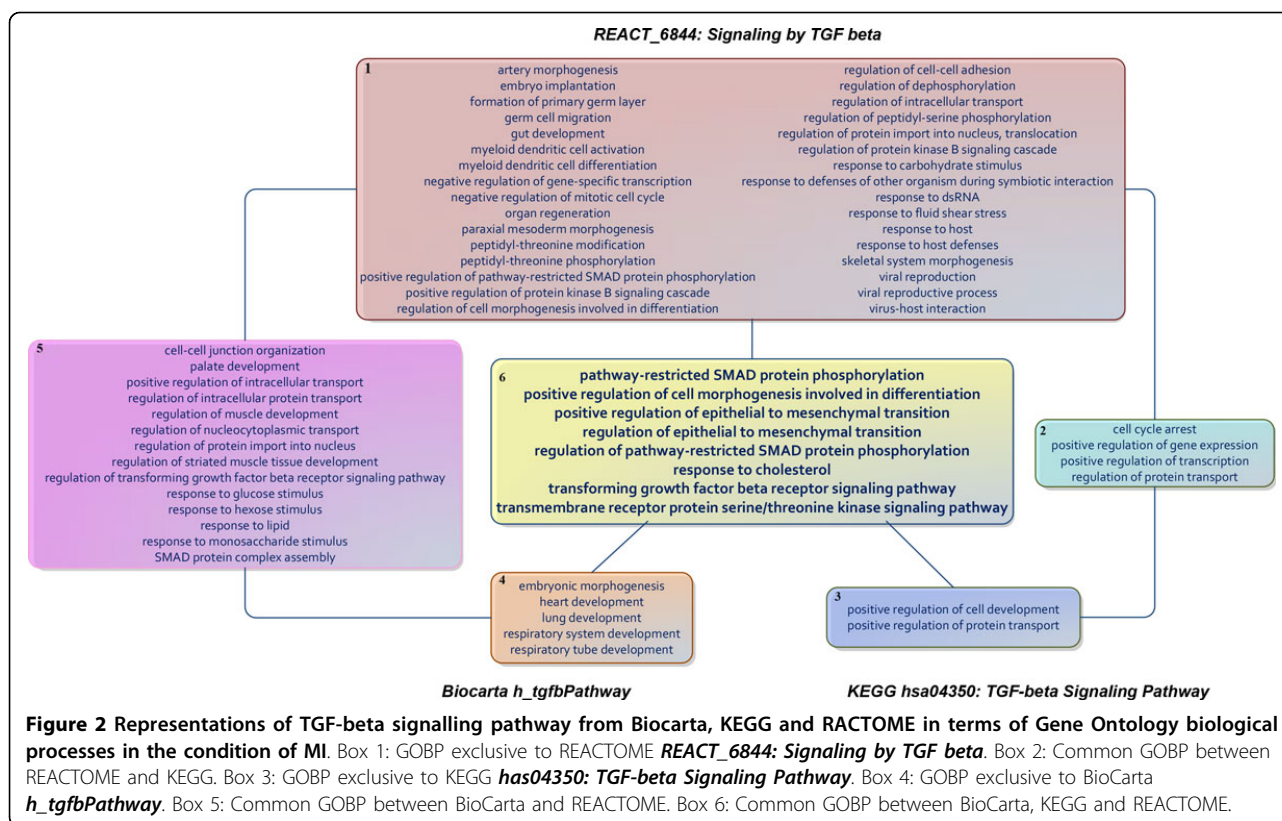 REACT_6844: Signaling by TGF beta
1
artery morphogenesis
embryo implantation
formation of primary germ layer
germ cell migration
gut development
myeloid dendritic cell activation
myeloid dendritic cell differentiation
negative regulation of gene-specific transcription
negative regulation of mitotic cell cycle
organ regeneration
paraxial mesoderm morphogenesis
peptidyl-threonine modification
peptidyl-threonine phosphorylation
positive regulation of pathway-restricted SMAD protein phosphorylation
positive regulation of protein kinase B signaling cascade
regulation of cell morphogenesis involved in differentiation
regulation of cell-cell adhesion
regulation of dephosphorylation
regulation of intracellular transport
regulation of peptidyl-serine phosphorylation
regulation of protein import into nucleus, translocation
regulation of protein kinase B signaling cascade
response to carbohydrate stimulus
response to defenses of other organism during symbiotic interaction
response to dsRNA
response to fluid shear stress
response to host
response to host defenses
skeletal system morphogenesis
viral reproduction
viral reproductive process
virus-host interaction
5
cell-cell junction organization
palate development
positive regulation of intracellular transport
regulation of intracellular protein transport
regulation of muscle development
regulation of nucleocytoplasmic transport
regulation of protein import into nucleus
regulation of striated muscle tissue development
regulation of transforming growth factor beta receptor signaling pathway
response to glucose stimulus
response to hexose stimulus
response to lipid
response to monosaccharide stimulus
SMAD protein complex assembly
6
pathway-restricted SMAD protein phosphorylation
positive regulation of cell morphogenesis involved in differentiation
positive regulation of epithelial to mesenchymal transition
regulation of epithelial to mesenchymal transition
regulation of pathway-restricted SMAD protein phosphorylation
response to cholesterol
transforming growth factor beta receptor signaling pathway
transmembrane receptor protein serine/threonine kinase signaling pathway
2
cell cycle arrest
positive regulation of gene expression
positive regulation of transcription
regulation of protein transport
4
embryonic morphogenesis
heart development
lung development
respiratory system development
respiratory tube development
3
positive regulation of cell development
positive regulation of protein transport
Biocarta h_tgfbPathway
KEGG hsa04350: TGF-beta Signaling Pathway
Figure 2 Representations of TGF-beta signalling pathway from Biocarta, KEGG and RACTOME in terms of Gene Ontology biological
processes in the condition of MI. Box 1: GOBP exclusive to REACTOME REACT_6844: Signaling by TGF beta. Box 2: Common GOBP between
REACTOME and KEGG. Box 3: GOBP exclusive to KEGG has04350: TGF-beta Signaling Pathway. Box 4: GOBP exclusive to BioCarta
h_tgfbPathway. Box 5: Common GOBP between BioCarta and REACTOME. Box 6: Common GOBP between BioCarta, KEGG and REACTOME.